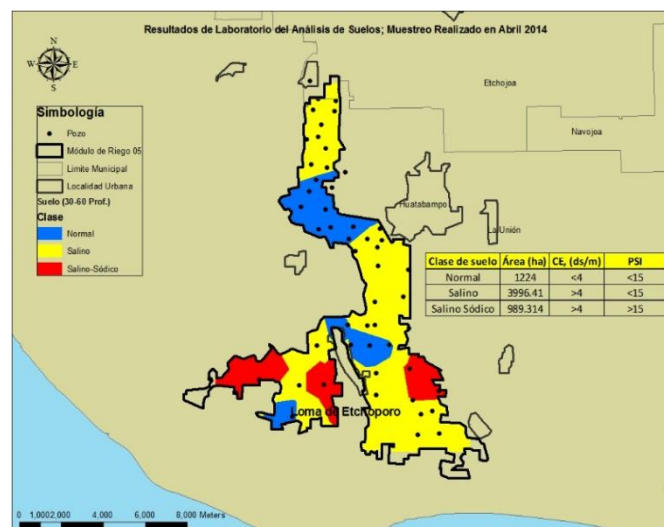 Resultados de Laboratorio del Análisis de Suelos; Muestreo Realizado en Abril 2014
N
W E
S
Etchojoa
Navojoa
Simbología
Pozo
Módulo de Riego 05
Limite Municipal
Localidad Urbana
Suelo (30-60 Prof.)
Clase
Normal
Salino
Salino-Sódico
Huatabampo
La Unión
Clase de suelo Área (ha) CE, (ds/m) PSI
Normal 1224 <4 <15
Salino 3996.41 >4 <15
Salino Sódico 989.314 >4 >15
Loma de Etchoporo
0 1,0002,000 4,000 6,000 8,000 Meters